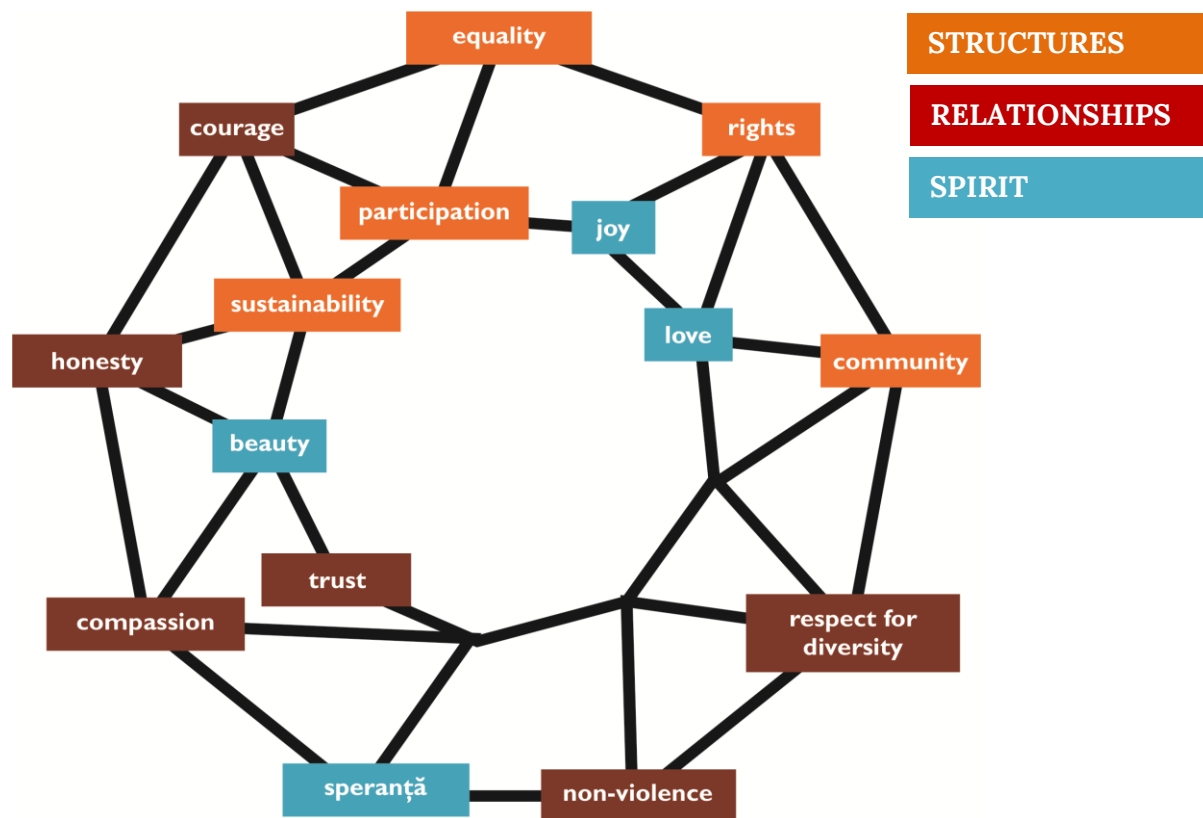 equality
STRUCTURES
courage
rights
RELATIONSHIPS
SPIRIT
participation
joy
sustainability
love
honesty
community
beauty
trust
compassion
respect for
diversity
speranță
non-violence